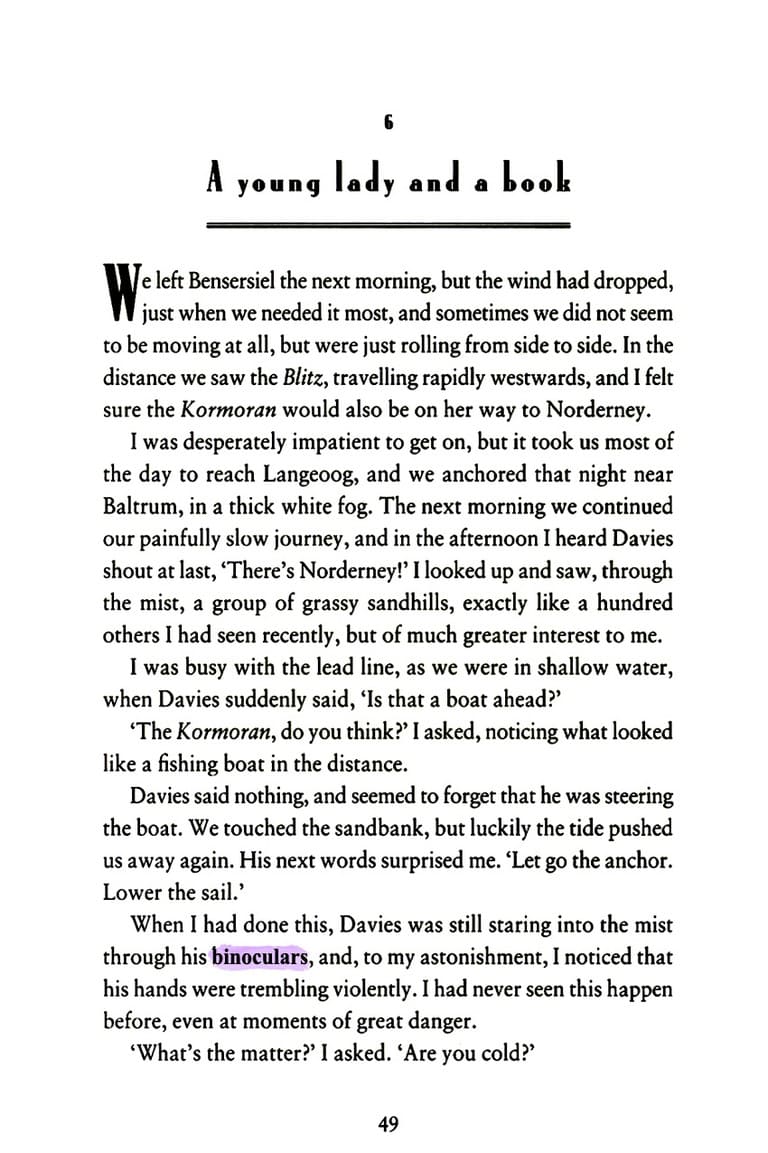 6
A young lady and a book
We left Bensersiel the next morning, but the wind had dropped,
just when we needed it most, and sometimes we did not seem
to be moving at all, but were just rolling from side to side. In the
distance we saw the Blitz, travelling rapidly westwards, and I felt
sure the Kormoran would also be on her way to Norderney.
I was desperately impatient to get on, but it took us most of
the day to reach Langeoog, and we anchored that night near
Baltrum, in a thick white fog. The next morning we continued
our painfully slow journey, and in the afternoon I heard Davies
shout at last, ‘There’s Norderney!’ I looked up and saw, through
the mist, a group of grassy sandhills, exactly like a hundred
others I had seen recently, but of much greater interest to me.
I was busy with the lead line, as we were in shallow water,
when Davies suddenly said, ‘Is that a boat ahead?’
‘The Kormoran, do you think?’ I asked, noticing what looked
like a fishing boat in the distance.
Davies said nothing, and seemed to forget that he was steering
the boat. We touched the sandbank, but luckily the tide pushed
us away again. His next words surprised me. ‘Let go the anchor.
Lower the sail.’
When I had done this, Davies was still staring into the mist
through his binoculars, and, to my astonishment, I noticed that
his hands were trembling violently. I had never seen this happen
before, even at moments of great danger.
‘What’s the matter?’ I asked. ‘Are you cold?’
49